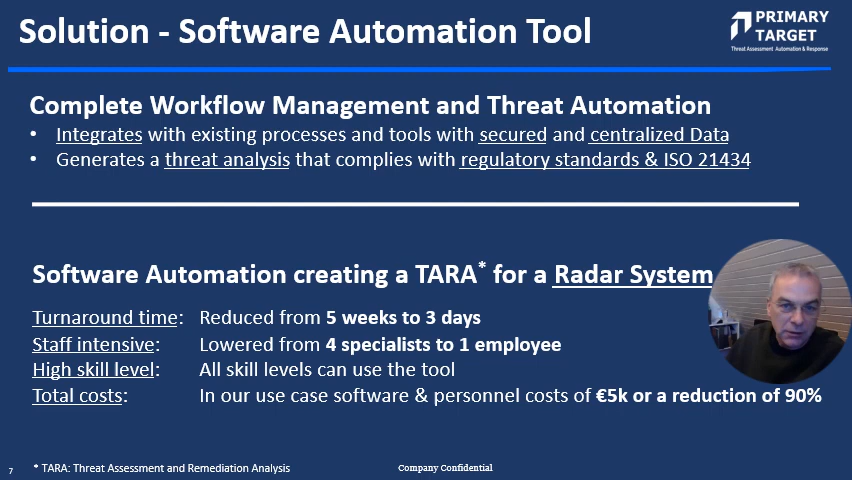 Solution - Software Automation Tool
PRIMARY
TARGET
Threat Assessment Automation & Response
Complete Workflow Management and Threat Automation
• Integrates with existing processes and tools with secured and centralized Data
• Generates a threat analysis that complies with regulatory standards & ISO 21434
Software Automation creating a TARA* for a Radar System
Turnaround time: Reduced from 5 weeks to 3 days
Staff intensive: Lowered from 4 specialists to 1 employee
High skill level: All skill levels can use the tool
Total costs: In our use case software & personnel costs of €5k or a reduction of 90%
7 * TARA: Threat Assessment and Remediation Analysis Company Confidential